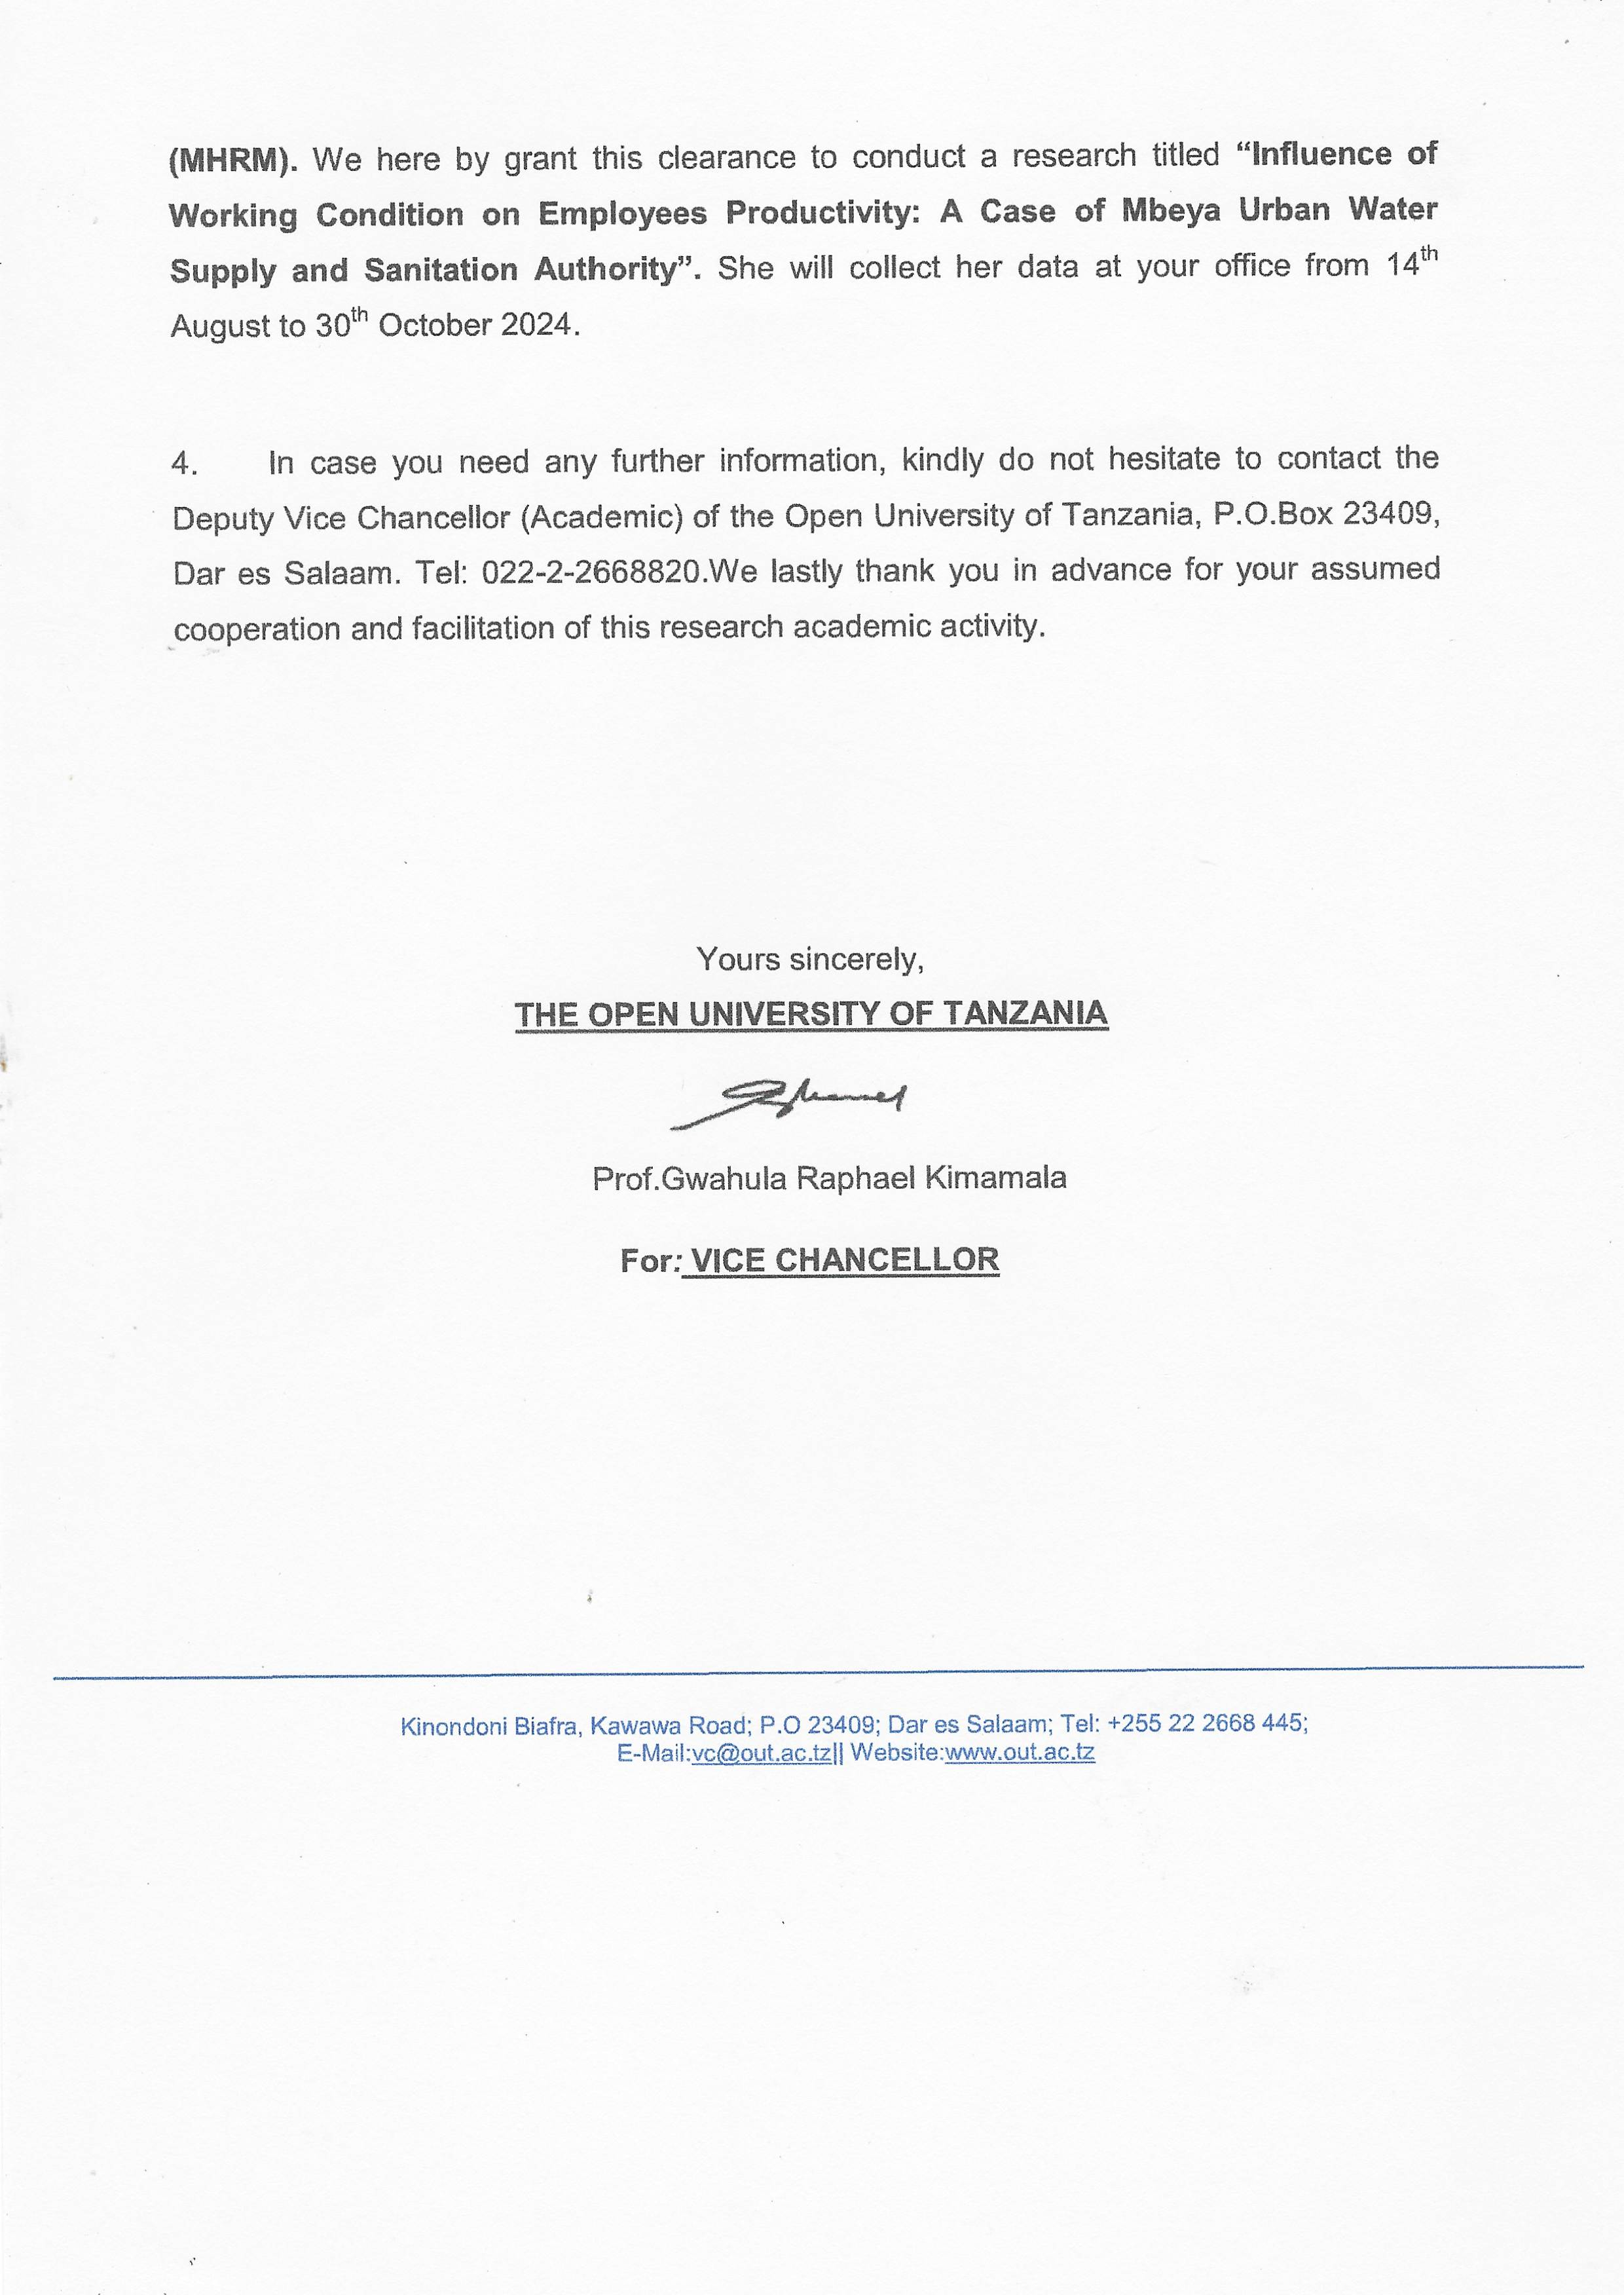 (MHRM). We here by grant this clearance to conduct a research titled “Influence of
Working Condition on Employees Productivity: A Case of Mbeya Urban Water
Supply and Sanitation Authority”. She will collect her data at your office from 14th
August to 30th October 2024.
4. In case you need any further information, kindly do not hesitate to contact the
Deputy Vice Chancellor (Academic) of the Open University of Tanzania, P.O.Box 23409,
Dar es Salaam. Tel: 022-2-2668820.We lastly thank you in advance for your assumed
cooperation and facilitation of this research academic activity.
Yours sincerely,
THE OPEN UNIVERSITY OF TANZANIA
Prof.Gwahula Raphael Kimamala
For: VICE CHANCELLOR
Kinondoni Biafra, Kawawa Road; P.O 23409; Dar es Salaam; Tel: +255 22 2668 445;
E-Mail:vc@out.ac.tz|| Website:www.out.ac.tz